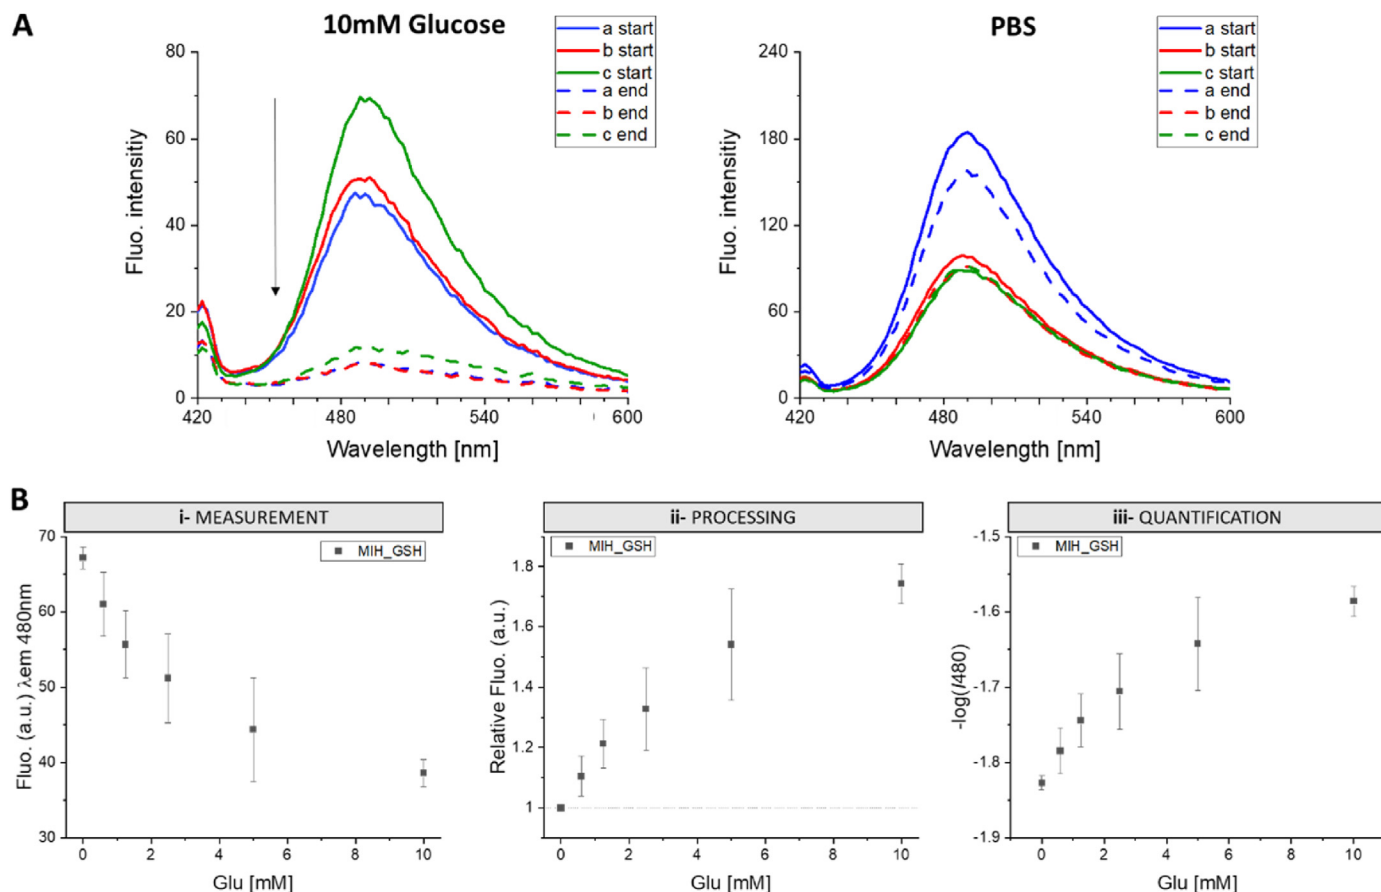 A
10mM Glucose
a start
b start
c start
a end
b end
c end
80
60
40
20
0
420
480
540
600
Fluo. intensitiy
Wavelength [nm]
PBS
a start
b start
c start
a end
b end
c end
240
180
120
60
0
420
480
540
600
Fluo. intensitiy
Wavelength [nm]
B
i- MEASUREMENT
MIH_GSH
70
60
50
40
30
0
2
4
6
8
10
Fluo. (a.u.) λem 480nm
Glu [mM]
ii- PROCESSING
MIH_GSH
1.8
1.6
1.4
1.2
1
0
2
4
6
8
10
Relative Fluo. (a.u.)
Glu [mM]
iii- QUANTIFICATION
MIH_GSH
-1.5
-1.6
-1.7
-1.8
-1.9
0
2
4
6
8
10
-log(I480)
Glu [mM]